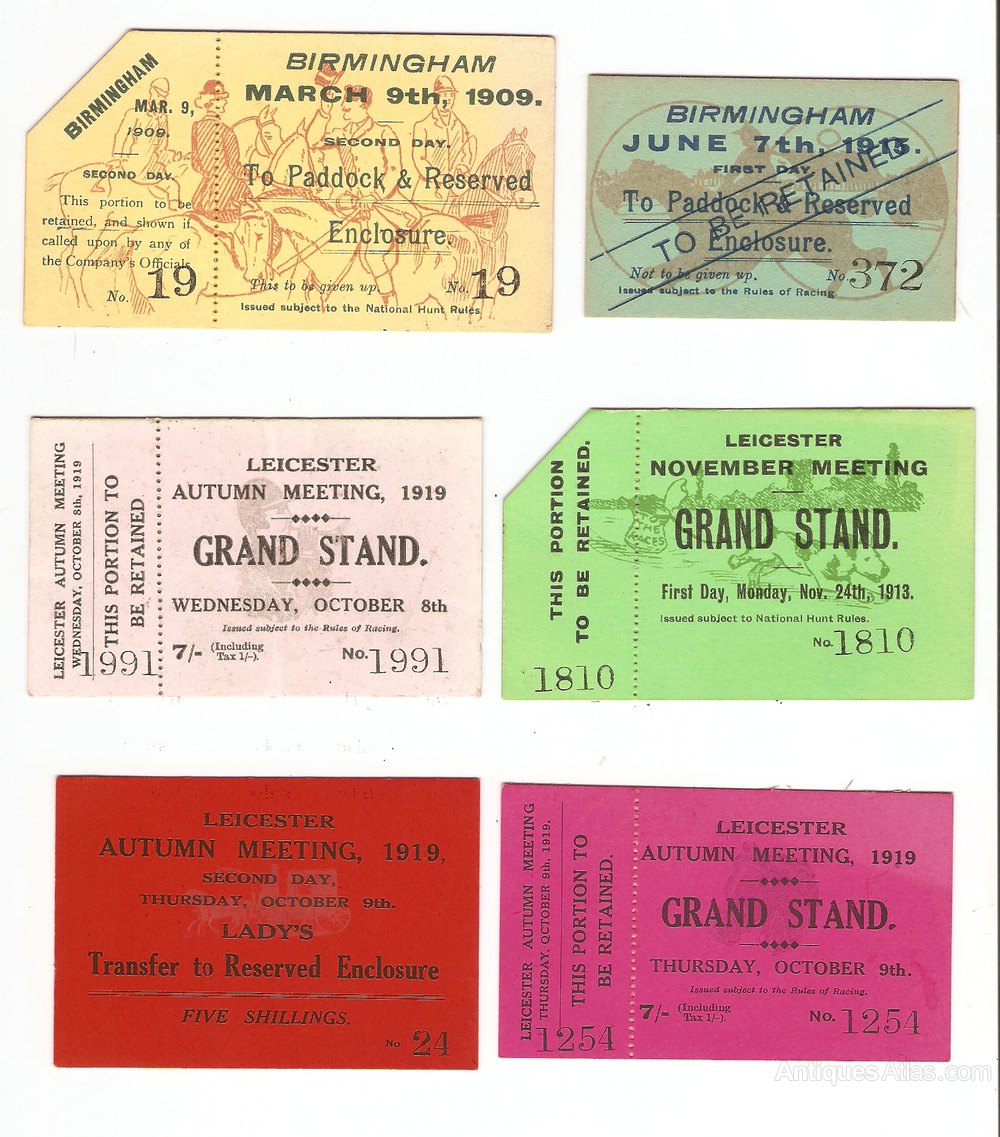 BIRMINGHAM
MAR. 9,
1909.
SECOND DAY.
This portion to be
retained, and shown if
called upon by any of
the Company's Officials
No. 19
BIRMINGHAM
MARCH 9th, 1909.
SECOND DAY.
To Paddock & Reserved
Enclosure.
This to be given up.
No. 19
Issued subject to the National Hunt Rules
BIRMINGHAM
JUNE 7th, 1915.
FIRST DAY
To Paddock & Reserved
Enclosure.
TO BE RETAINED
Not to be given up.
No. 372
Issued subject to the Rules of Racing.
LEICESTER AUTUMN MEETING
WEDNESDAY, OCTOBER 8th, 1919
THIS PORTION TO
BE RETAINED
1991
LEICESTER
AUTUMN MEETING, 1919
GRAND STAND.
WEDNESDAY, OCTOBER 8th
Issued subject to the Rules of Racing.
7/- (Including
Tax 1/-).
No. 1991
THIS PORTION
TO BE RETAINED.
1810
LEICESTER
NOVEMBER MEETING
TO
THE
RACES
GRAND STAND.
First Day, Monday, Nov. 24th, 1913.
Issued subject to National Hunt Rules.
No. 1810
LEICESTER
AUTUMN MEETING, 1919,
SECOND DAY,
THURSDAY, OCTOBER 9th.
LADY'S
Transfer to Reserved Enclosure
FIVE SHILLINGS.
No. 24
LEICESTER AUTUMN MEETING
THURSDAY, OCTOBER 9th, 1919.
THIS PORTION TO
BE RETAINED.
1254
LEICESTER
AUTUMN MEETING, 1919
GRAND STAND.
THURSDAY, OCTOBER 9th.
Issued subject to the Rules of Racing.
7/- (Including
Tax 1/-).
No. 1254
AntiquesAtlas.com